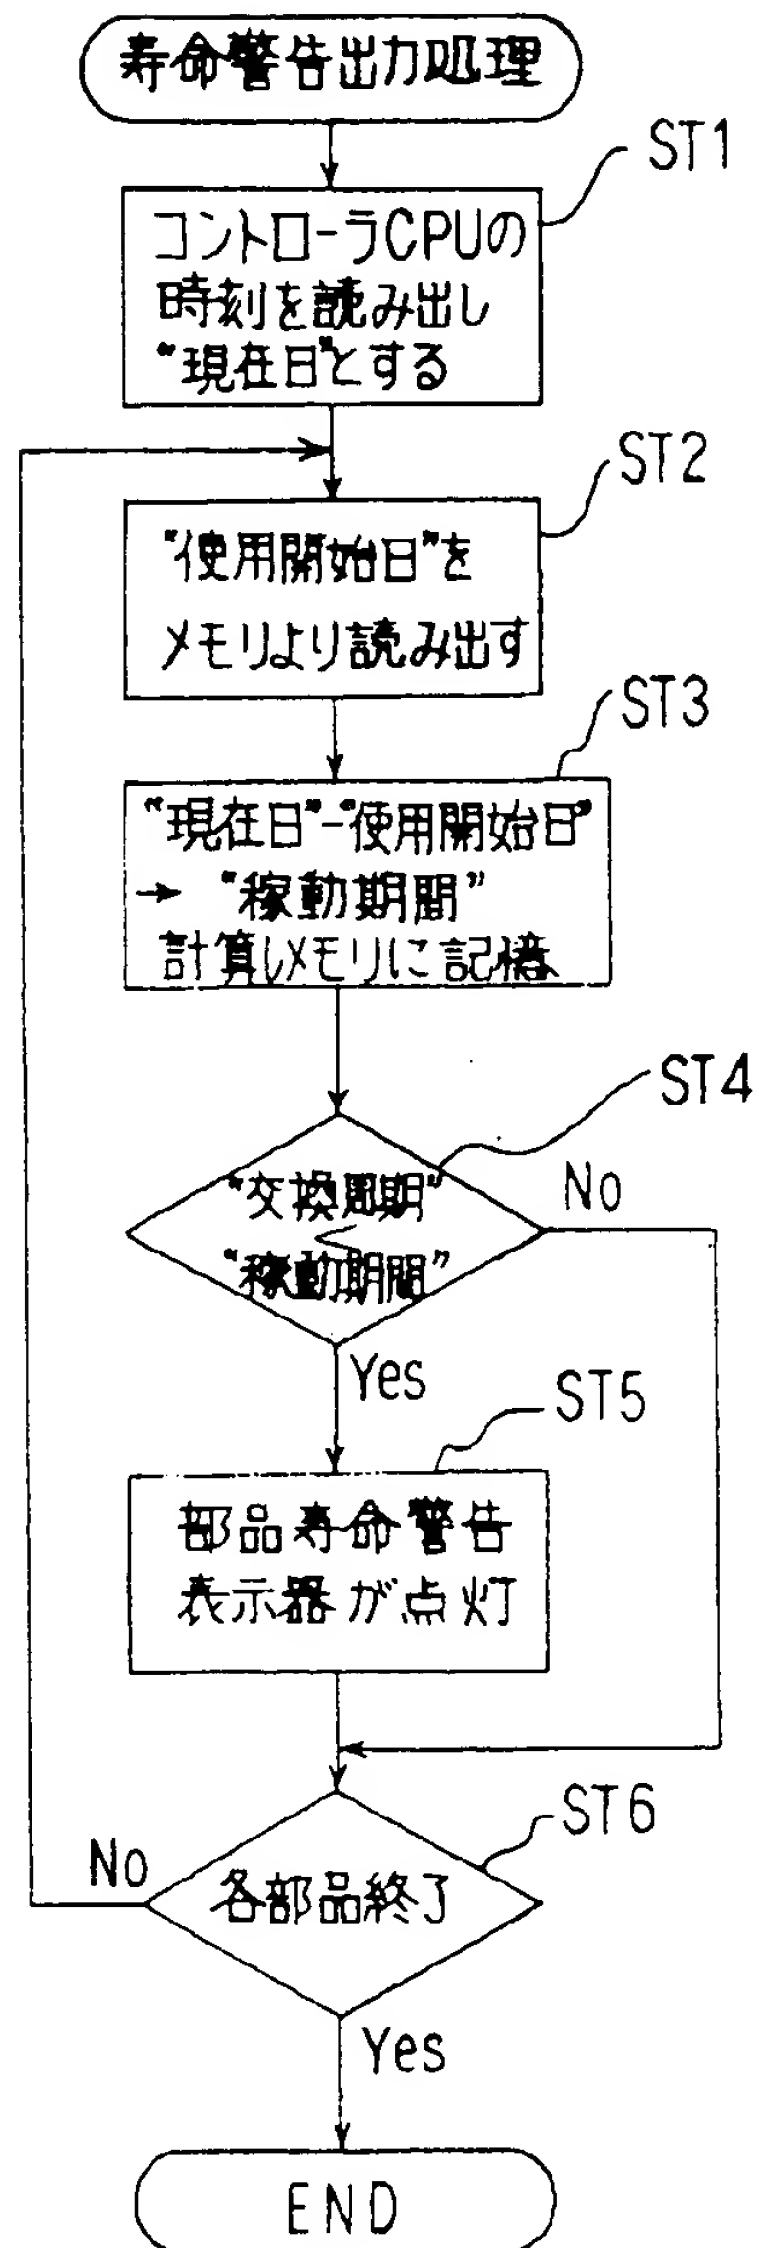 寿命警告出力処理
ST1
コントローラCPUの
時刻を読み出し
“現在日”とする
ST2
“使用開始日”を
メモリより読み出す
ST3
“現在日”-“使用開始日”
→ “稼動期間”
計算しメモリに記憶
ST4
“交換周期”
<
“稼動期間”
No
Yes
ST5
部品寿命警告
表示器が点灯
ST6
各部品終了
No
Yes
END